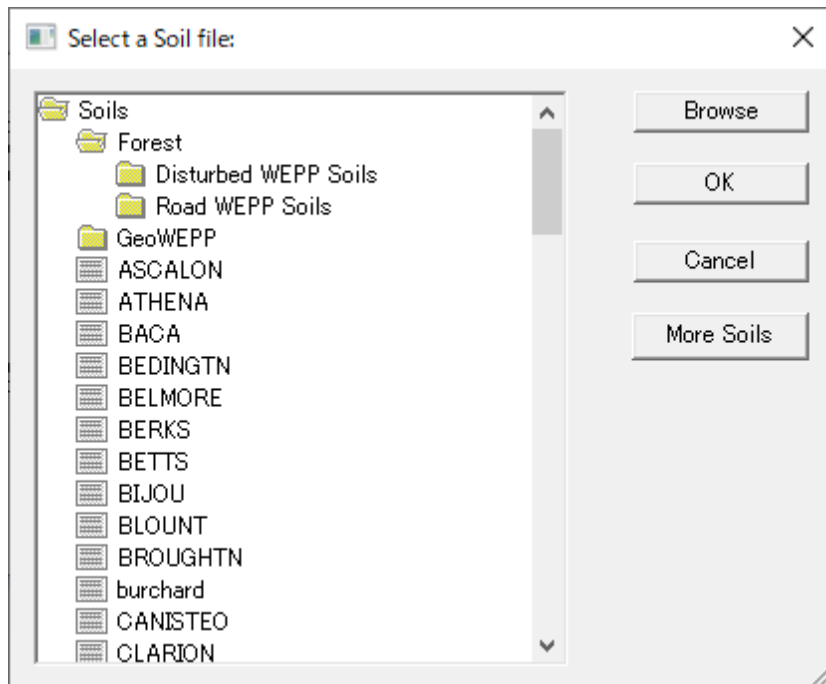 Select a Soil file:
Soils
Forest
Disturbed WEPP Soils
Road WEPP Soils
GeoWEPP
ASCALON
ATHENA
BACA
BEDINGTN
BELMORE
BERKS
BETTS
BIJOU
BLOUNT
BROUGHTN
burchard
CANISTEO
CLARION
Browse
OK
Cancel
More Soils